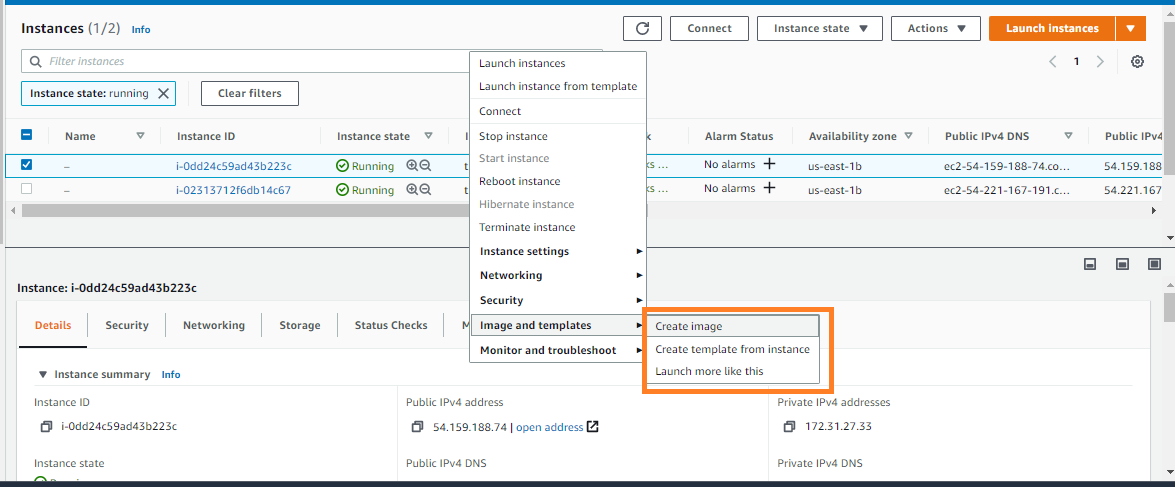 Instances (1/2) Info
Connect Instance state Actions Launch instances
Filter instances
1
Instance state: running Clear filters
Launch instances
Launch instance from template
Connect
Stop instance
Start instance
Reboot instance
Hibernate instance
Terminate instance
Instance settings
Networking
Security
Image and templates
Monitor and troubleshoot
Create image
Create template from instance
Launch more like this
Name Instance ID Instance state Alarm Status Availability zone Public IPv4 DNS Public IPv4
– i-0dd24c59ad43b223c Running No alarms us-east-1b ec2-54-159-188-74.co... 54.159.188
– i-02313712f6db14c67 Running No alarms us-east-1b ec2-54-221-167-191.c... 54.221.167
Instance: i-0dd24c59ad43b223c
Details Security Networking Storage Status Checks
Instance summary Info
Instance ID Public IPv4 address Private IPv4 addresses
i-0dd24c59ad43b223c 54.159.188.74 | open address 172.31.27.33
Instance state Public IPv4 DNS Private IPv4 DNS